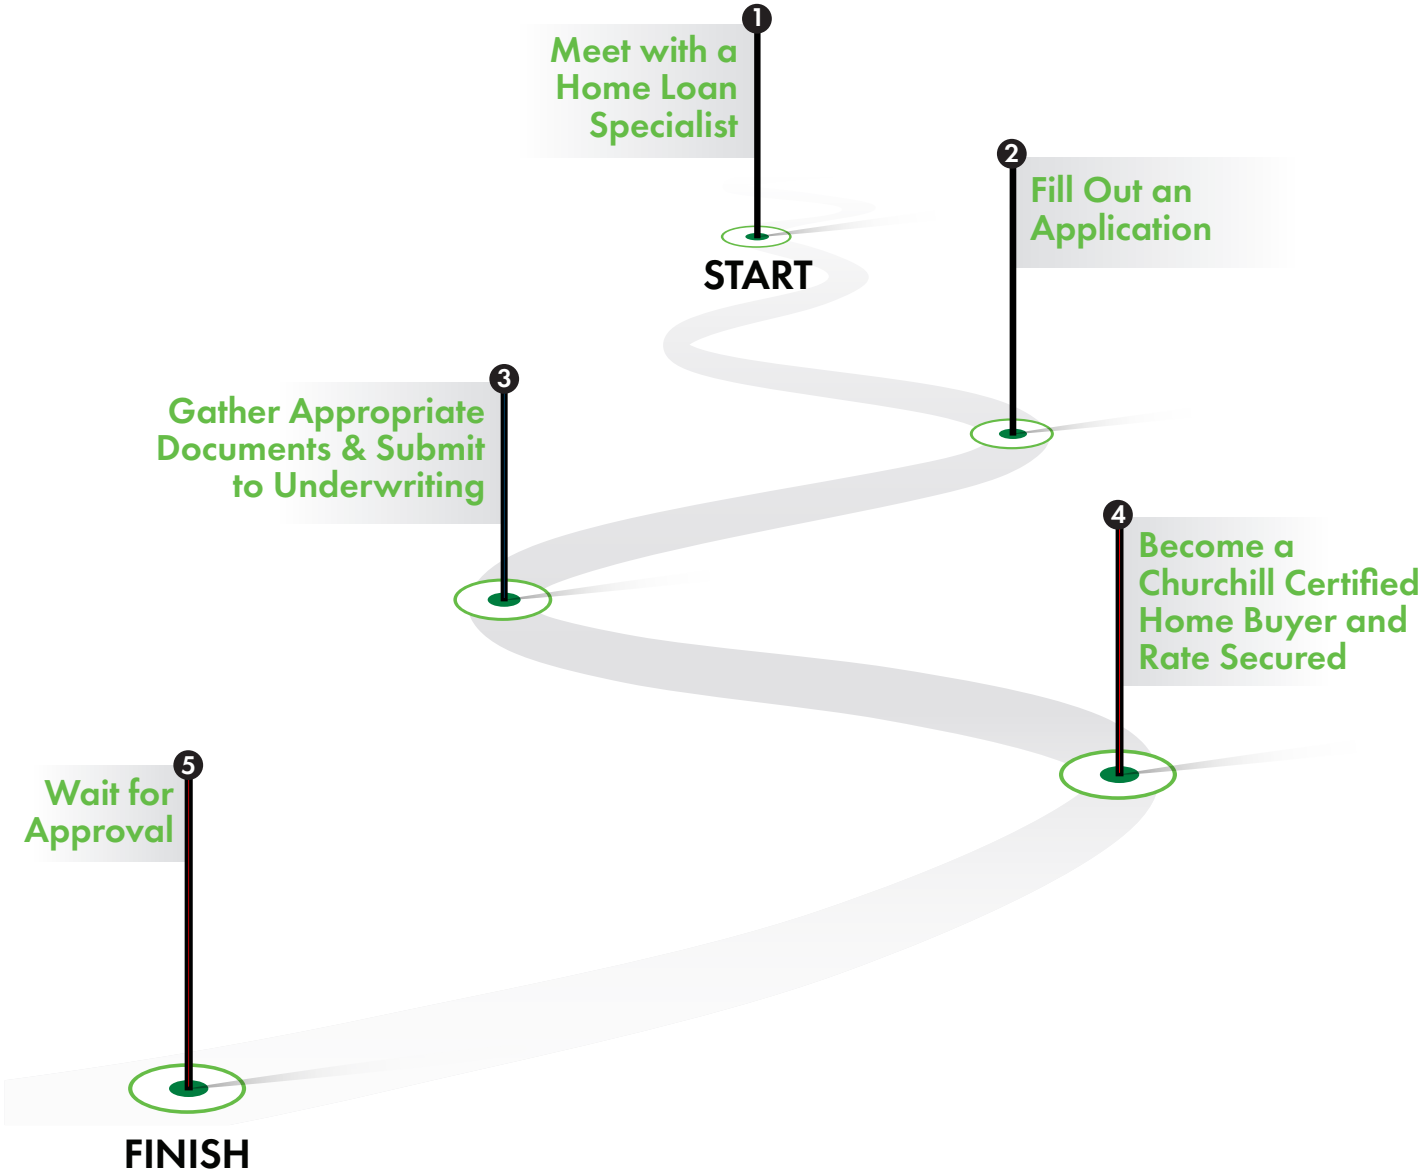 1
Meet with a
Home Loan
Specialist
START
2
Fill Out an
Application
3
Gather Appropriate
Documents & Submit
to Underwriting
4
Become a
Churchill Certified
Home Buyer and
Rate Secured
5
Wait for
Approval
FINISH